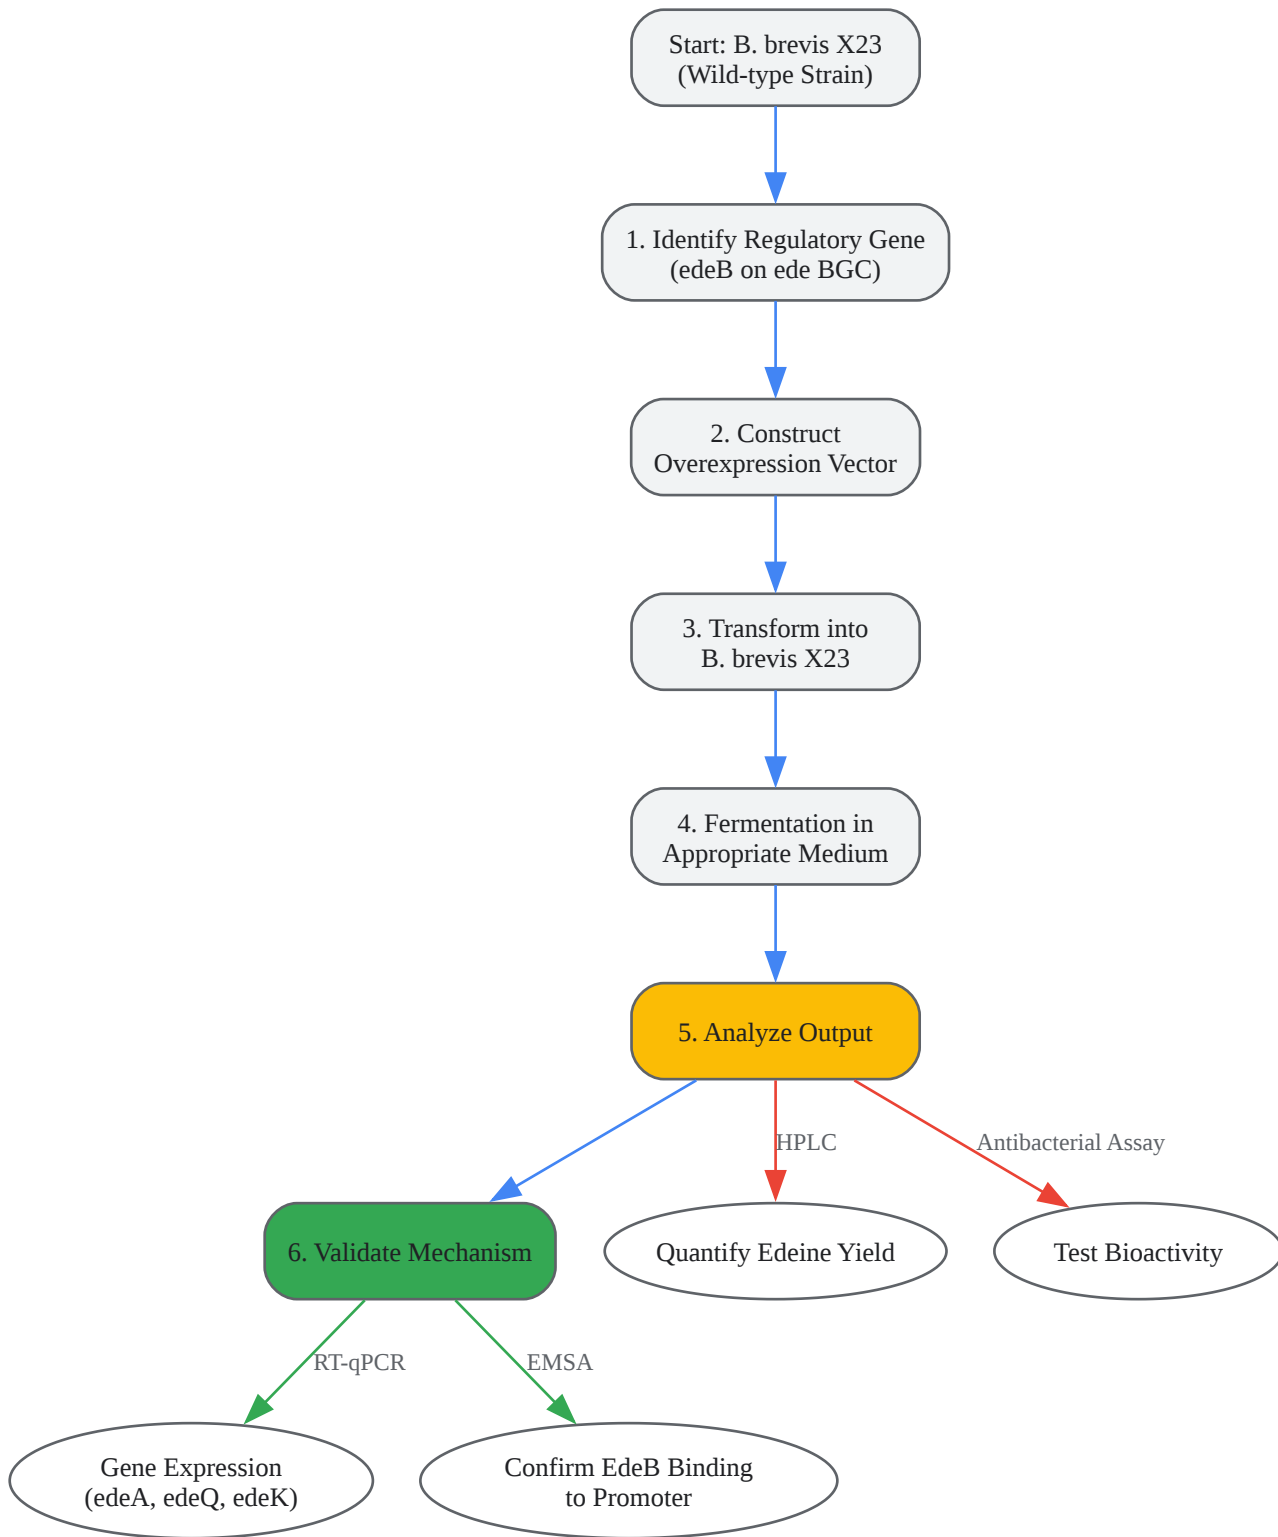 Start: B. brevis X23
(Wild-type Strain)
1. Identify Regulatory Gene
(edeB on ede BGC)
2. Construct
Overexpression Vector
3. Transform into
B. brevis X23
4. Fermentation in
Appropriate Medium
5. Analyze Output
HPLC
Antibacterial Assay
6. Validate Mechanism
Quantify Edeine Yield
Test Bioactivity
RT-qPCR
EMSA
Gene Expression
(edeA, edeQ, edeK)
Confirm EdeB Binding
to Promoter